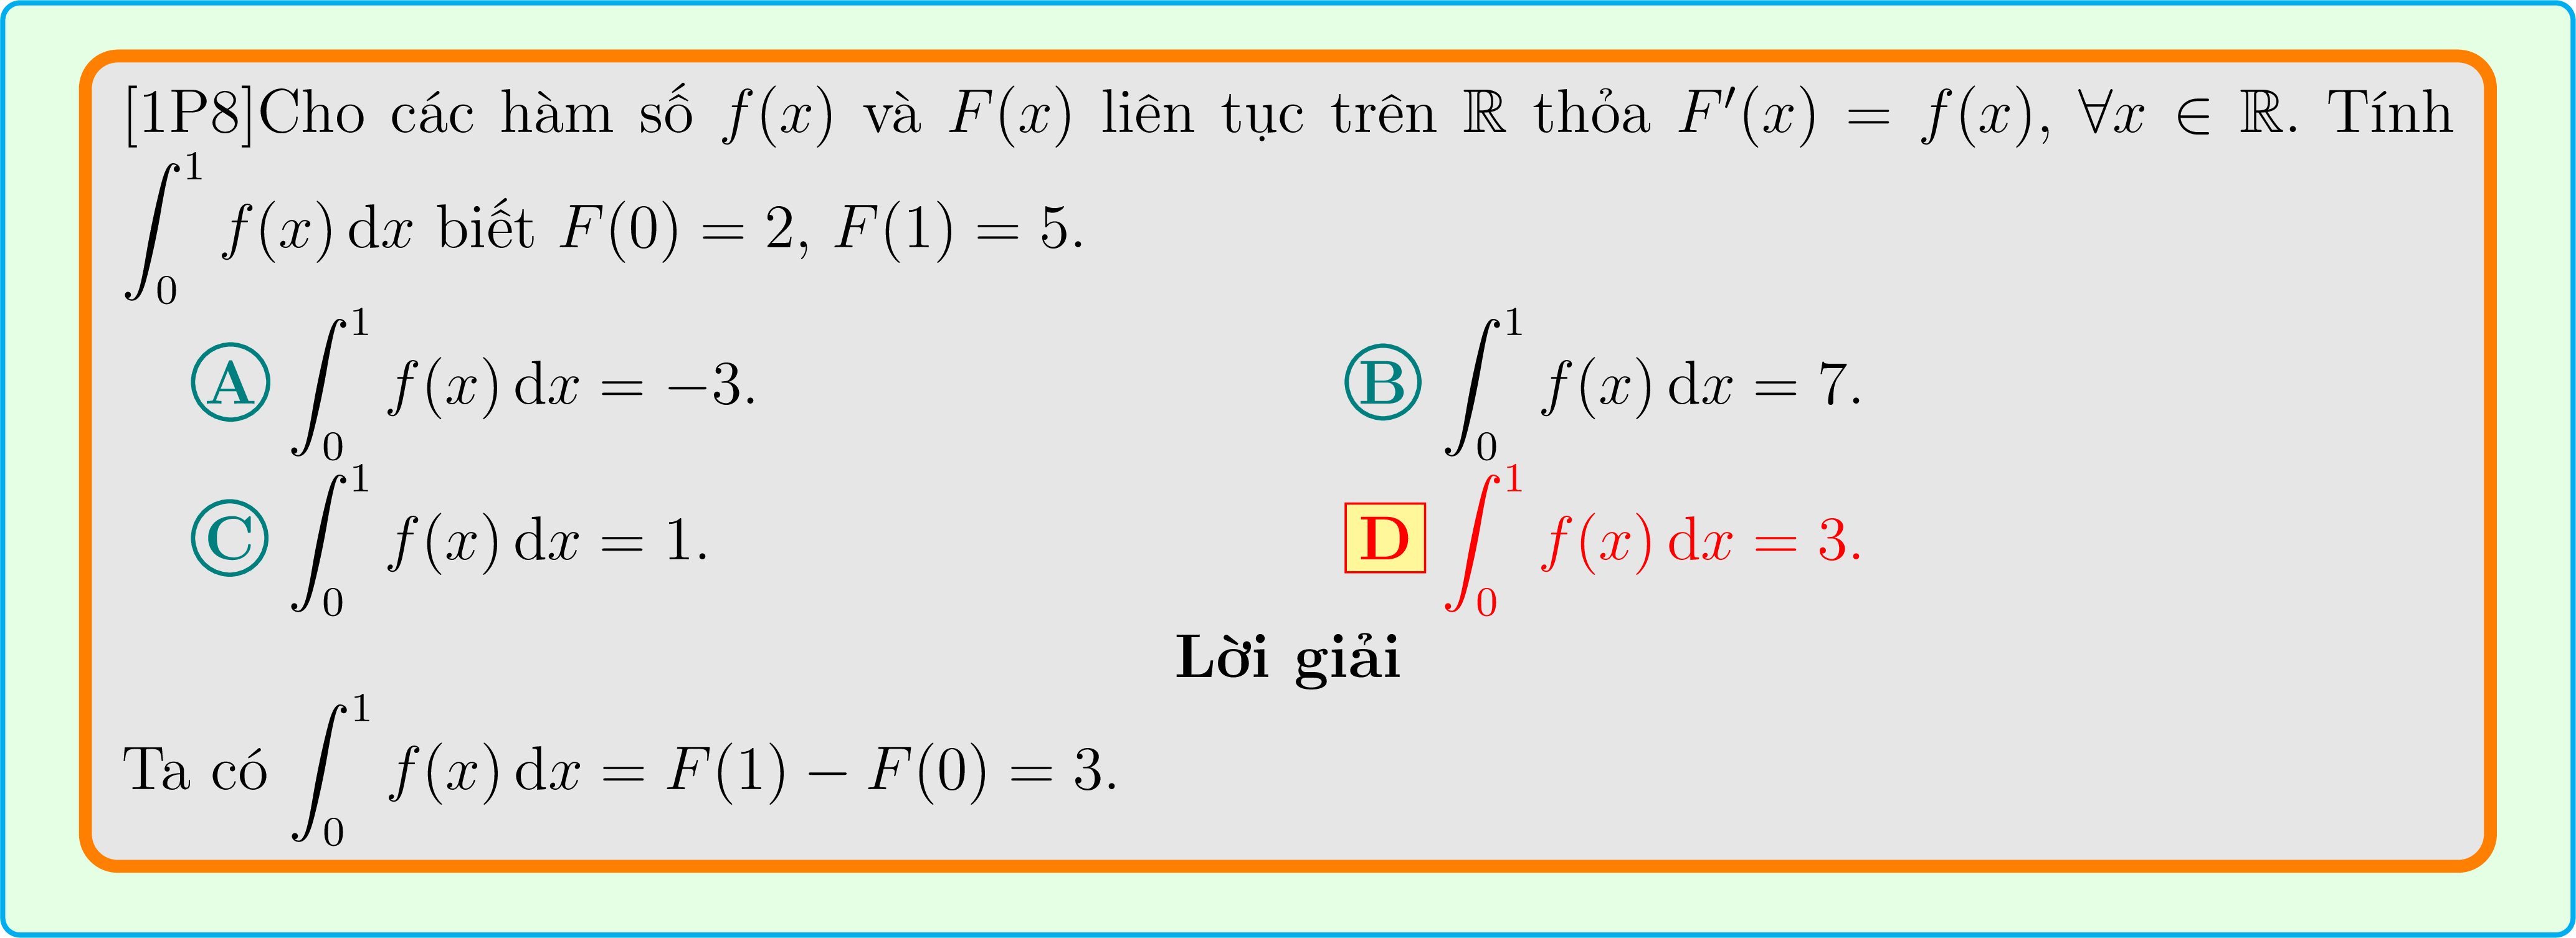 [1P8]Cho các hàm số $f(x)$ và $F(x)$ liên tục trên $\mathbb{R}$ thỏa $F'(x) = f(x), \forall x \in \mathbb{R}$. Tính
$\int_0^1 f(x)\,\mathrm{d}x$ biết $F(0) = 2, F(1) = 5$.
A $\int_0^1 f(x)\,\mathrm{d}x = -3$. B $\int_0^1 f(x)\,\mathrm{d}x = 7$.
C $\int_0^1 f(x)\,\mathrm{d}x = 1$. D $\int_0^1 f(x)\,\mathrm{d}x = 3$.
Lời giải
Ta có $\int_0^1 f(x)\,\mathrm{d}x = F(1) - F(0) = 3$.